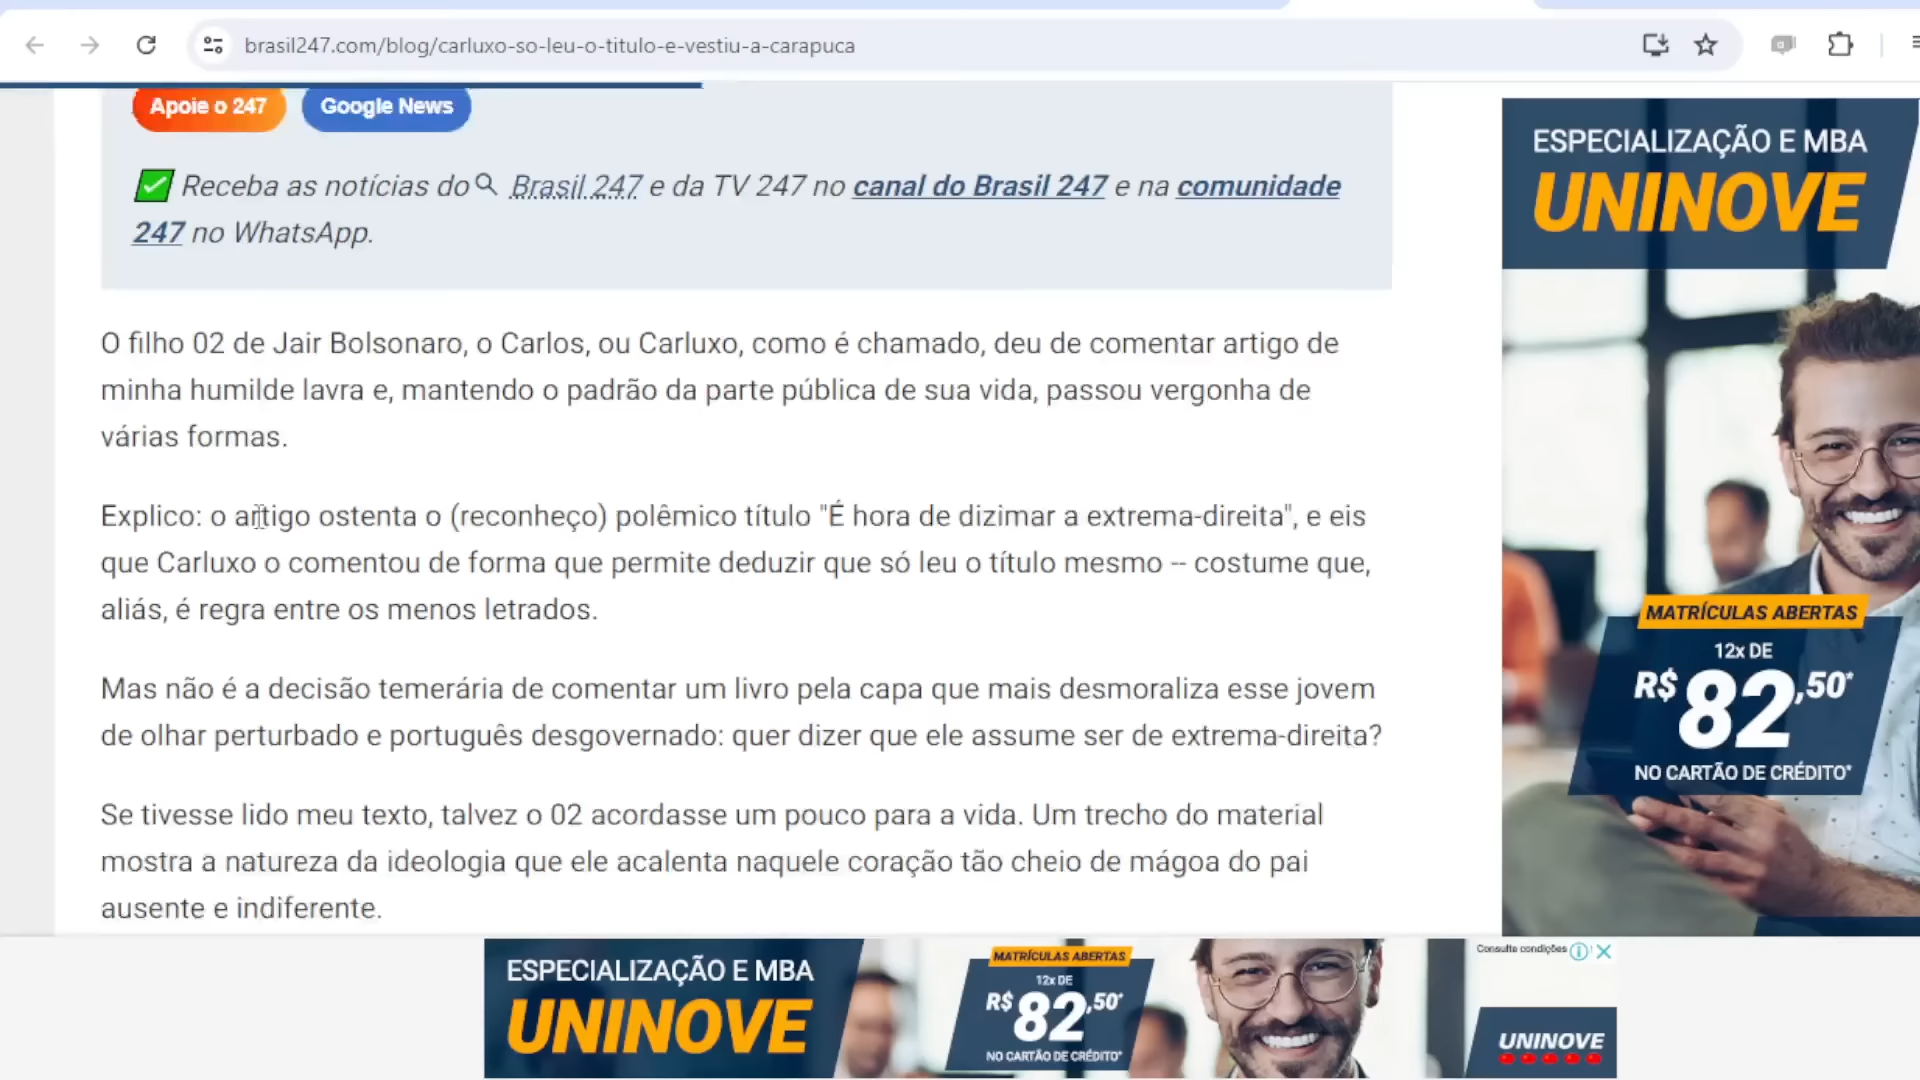 brasil247.com/blog/carluxo-so-leu-o-titulo-e-vestiu-a-carapuca
Apoie o 247
Google News
Receba as notícias do Brasil 247 e da TV 247 no canal do Brasil 247 e na comunidade
247 no WhatsApp.
O filho 02 de Jair Bolsonaro, o Carlos, ou Carluxo, como é chamado, deu de comentar artigo de
minha humilde lavra e, mantendo o padrão da parte pública de sua vida, passou vergonha de
várias formas.
Explico: o artigo ostenta o (reconheço) polêmico título "É hora de dizimar a extrema-direita", e eis
que Carluxo o comentou de forma que permite deduzir que só leu o título mesmo -- costume que,
aliás, é regra entre os menos letrados.
Mas não é a decisão temerária de comentar um livro pela capa que mais desmoraliza esse jovem
de olhar perturbado e português desgovernado: quer dizer que ele assume ser de extrema-direita?
Se tivesse lido meu texto, talvez o 02 acordasse um pouco para a vida. Um trecho do material
mostra a natureza da ideologia que ele acalenta naquele coração tão cheio de mágoa do pai
ausente e indiferente.
ESPECIALIZAÇÃO E MBA
UNINOVE
MATRÍCULAS ABERTAS
12x DE
R$ 82,50*
NO CARTÃO DE CRÉDITO*
ESPECIALIZAÇÃO E MBA
UNINOVE
MATRÍCULAS ABERTAS
12x DE
R$ 82,50*
NO CARTÃO DE CRÉDITO*
Consulte condições
UNINOVE